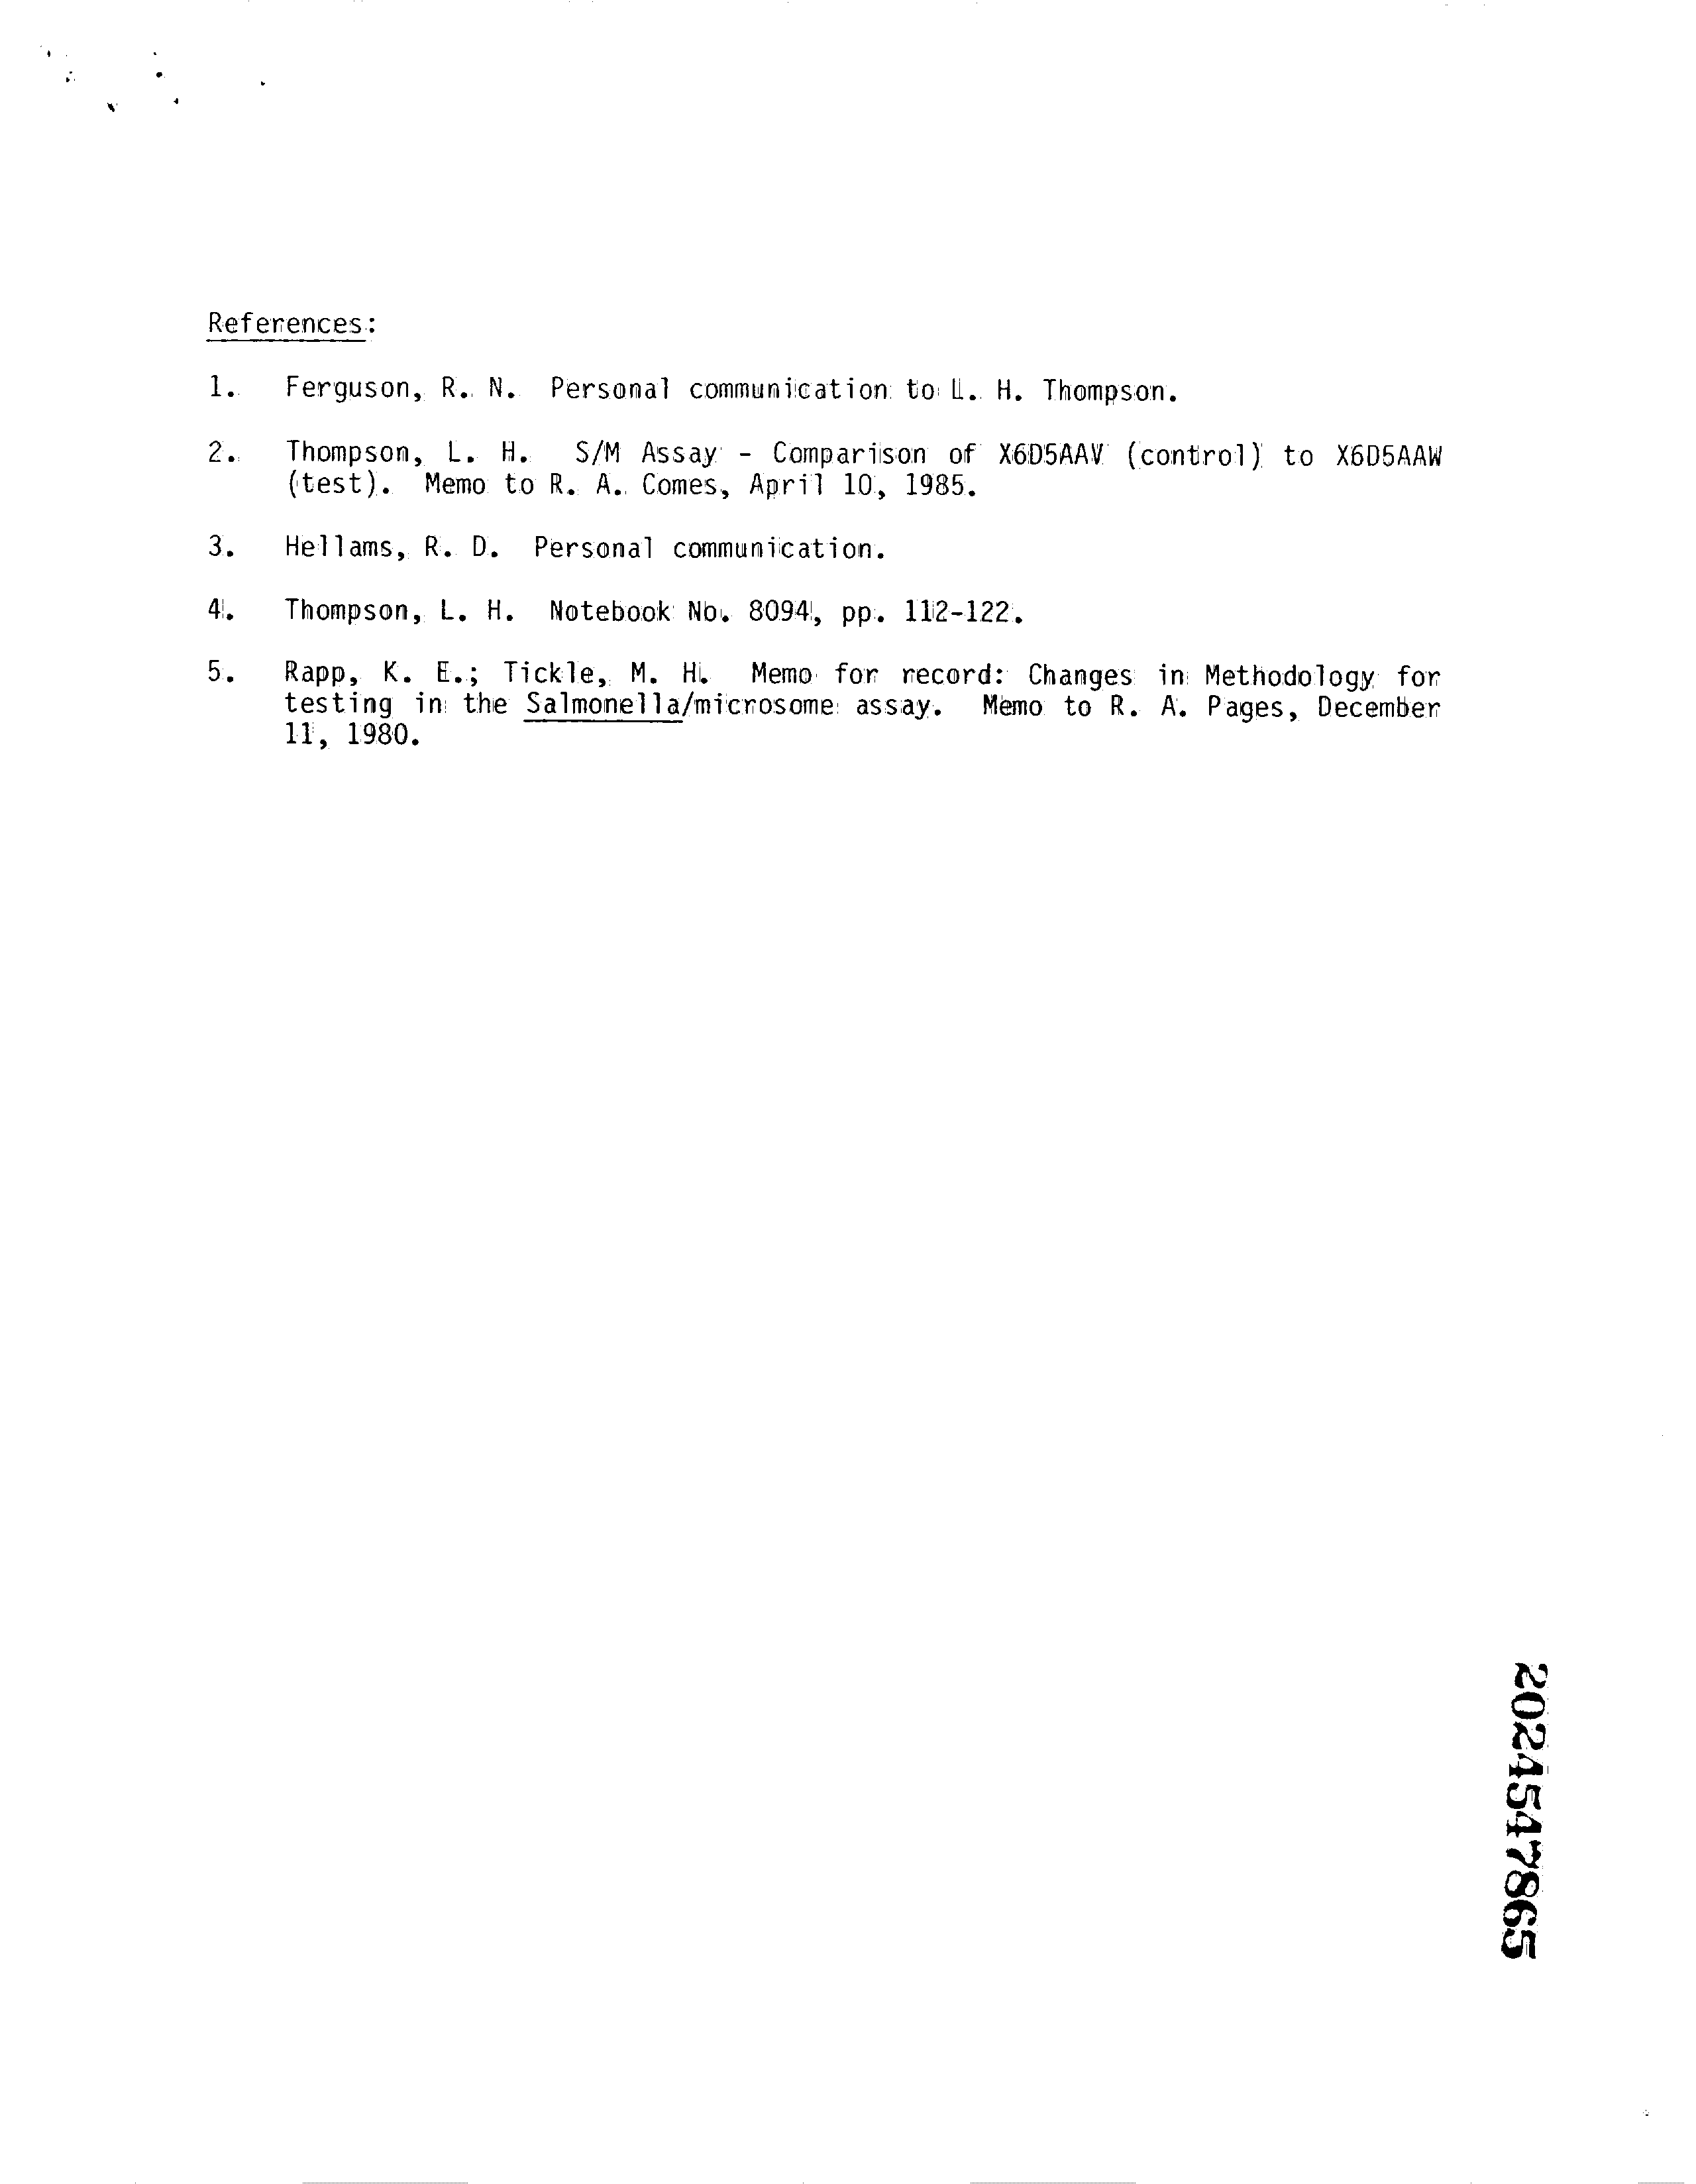 References:
1. Ferguson, R. N. Personal communication to L. H. Thompson.
2. Thompson, L. H. S/M Assay - Comparison of X6D5AAV (control) to X6D5AAW
(test). Memo to R. A. Comes, April 10, 1985.
3. Hellams, R. D. Personal communication.
4. Thompson, L. H. Notebook No. 8094, pp. 112-122.
5. Rapp, K. E.; Tickle, M. H. Memo for record: Changes in Methodology for
testing in the Salmonella/microsome assay. Memo to R. A. Pages, December
11, 1980.
2024547865